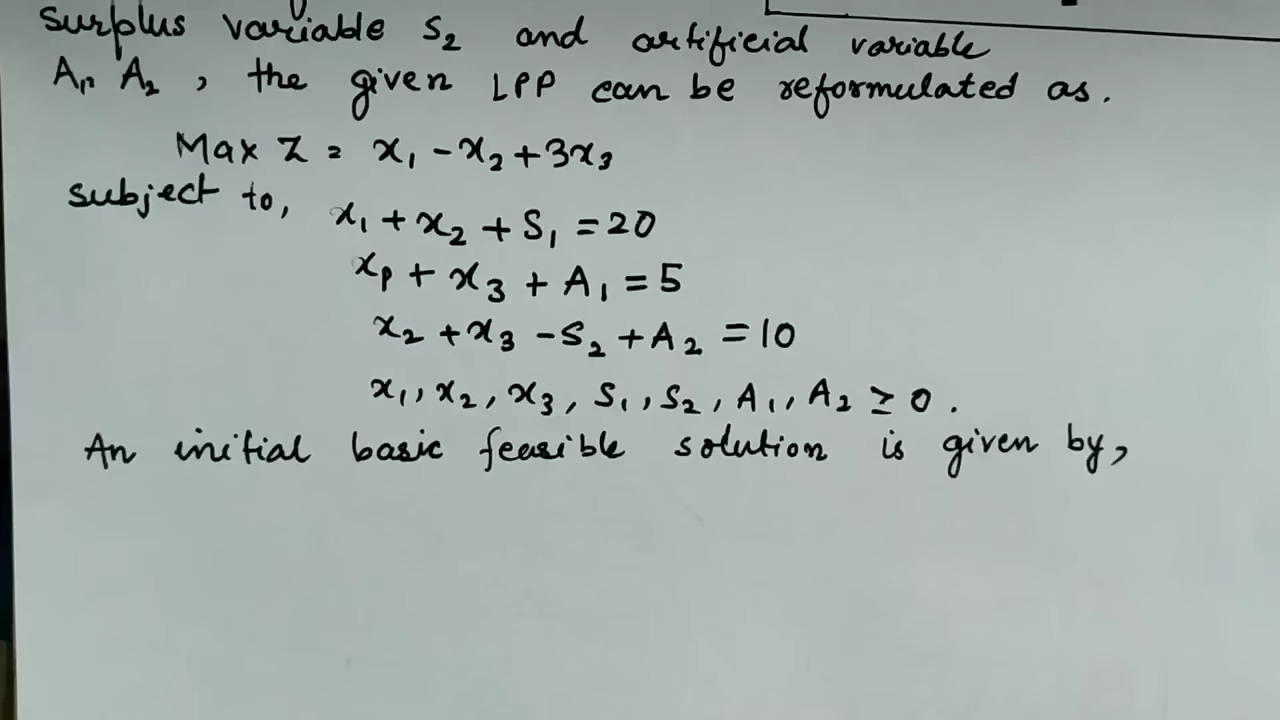 surplus variable S₂ and artificial variable
A₁, A₂, the given LPP can be reformulated as.
Max Z = x₁ - x₂ + 3x₃
subject to, x₁ + x₂ + S₁ = 20
x₁ + x₃ + A₁ = 5
x₂ + x₃ - S₂ + A₂ = 10
x₁, x₂, x₃, S₁, S₂, A₁, A₂ ≥ 0.
An initial basic feasible solution is given by,